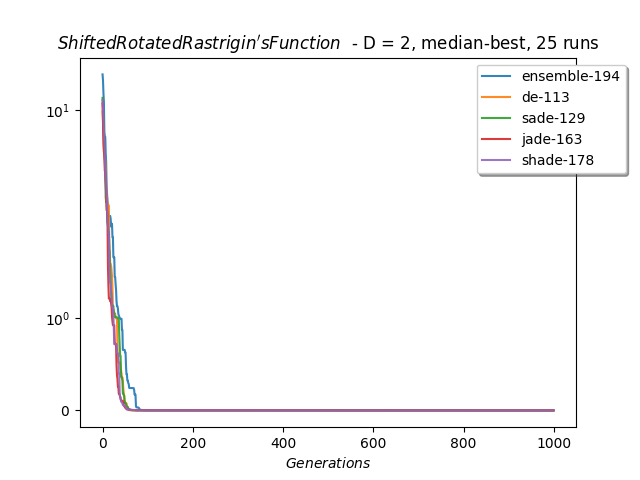 ShiftedRotatedRastrigin'sFunction - D = 2, median-best, 25 runs
ensemble-194
de-113
sade-129
jade-163
shade-178
10¹
10⁰
0
0 200 400 600 800 1000
Generations